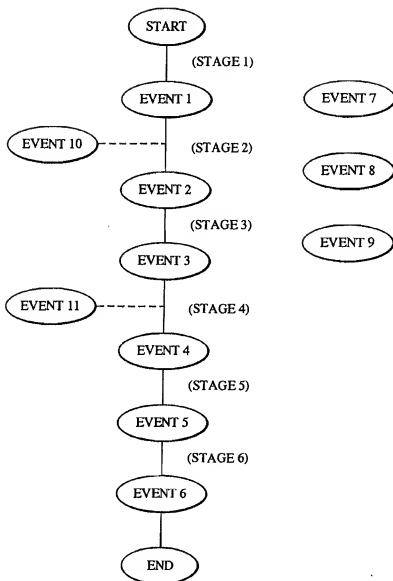 START
(STAGE 1)
EVENT 1
EVENT 7
EVENT 10
(STAGE 2)
EVENT 8
EVENT 2
(STAGE 3)
EVENT 9
EVENT 3
EVENT 11
(STAGE 4)
EVENT 4
(STAGE 5)
EVENT 5
(STAGE 6)
EVENT 6
END